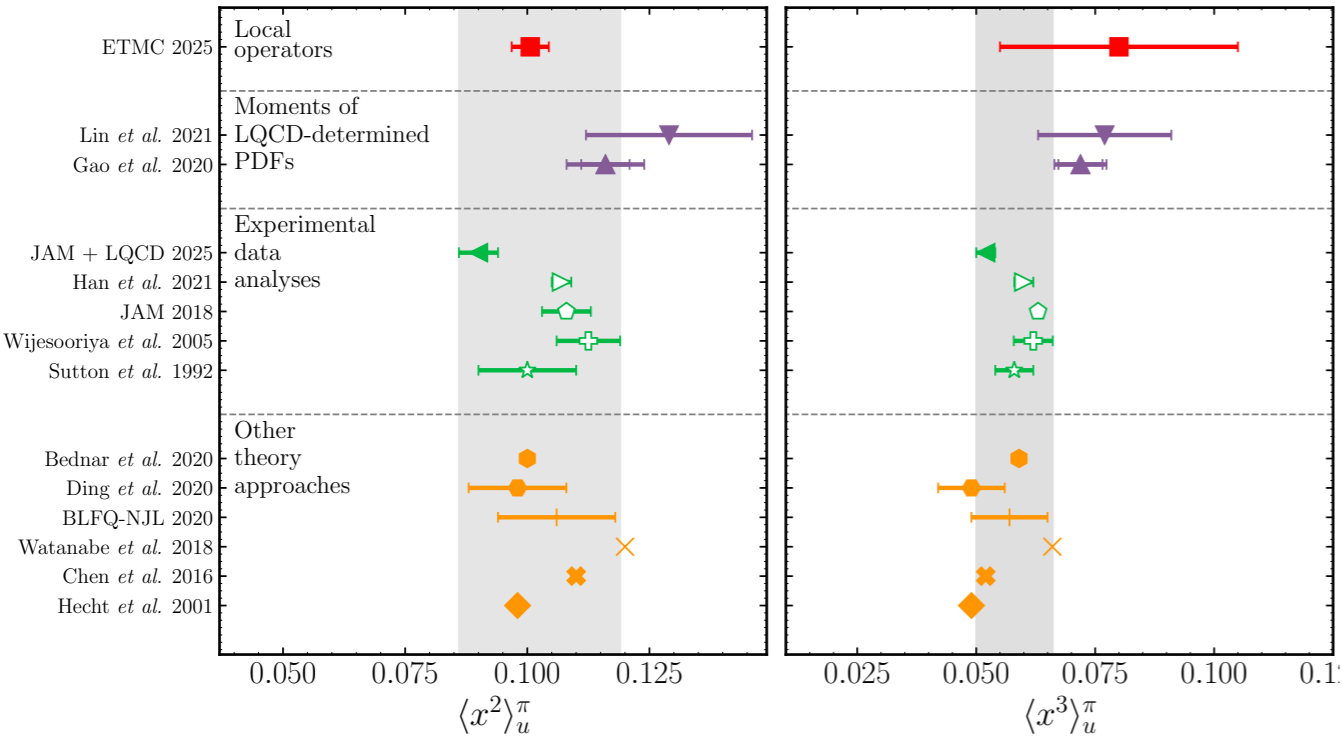 ETMC 2025
Local
operators
Lin et al. 2021
Gao et al. 2020
Moments of
LQCD-determined
PDFs
JAM + LQCD 2025
Han et al. 2021
JAM 2018
Wijesooriya et al. 2005
Sutton et al. 1992
Experimental
data
analyses
Bednar et al. 2020
Ding et al. 2020
BLFQ-NJL 2020
Watanabe et al. 2018
Chen et al. 2016
Hecht et al. 2001
Other
theory
approaches
0.050 0.075 0.100 0.125
⟨x²⟩ᵤ^π
0.025 0.050 0.075 0.100
⟨x³⟩ᵤ^π